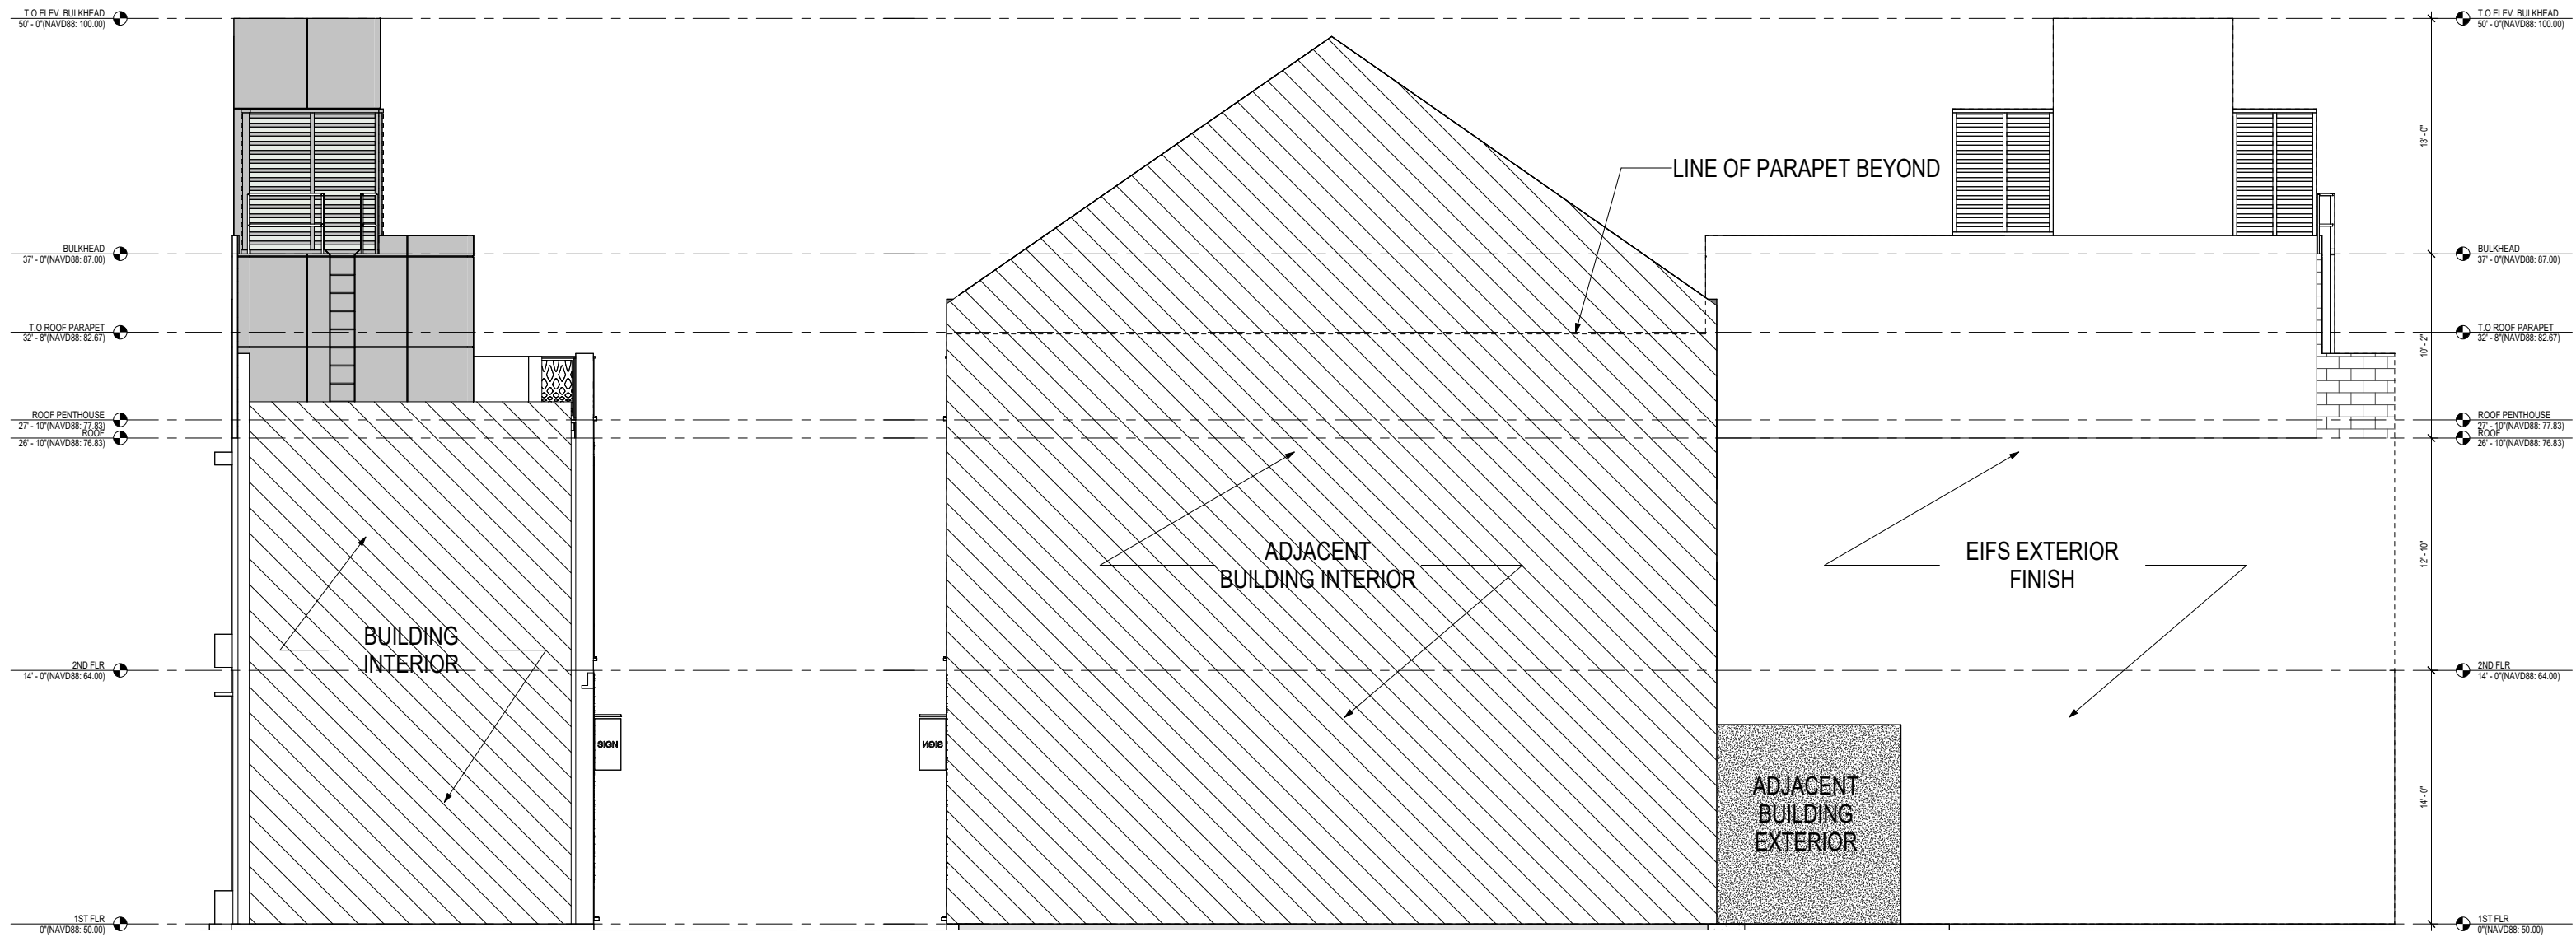 T.O ELEV. BULKHEAD
50' - 0"(NAVD88: 100.00)
BULKHEAD
37' - 0"(NAVD88: 87.00)
T.O ROOF PARAPET
32' - 8"(NAVD88: 82.67)
ROOF PENTHOUSE
27' - 10"(NAVD88: 77.83)
ROOF
26' - 10"(NAVD88: 76.83)
2ND FLR
14' - 0"(NAVD88: 64.00)
1ST FLR
0"(NAVD88: 50.00)
BUILDING
INTERIOR
SIGN
SIGN
LINE OF PARAPET BEYOND
ADJACENT
BUILDING INTERIOR
EIFS EXTERIOR
FINISH
ADJACENT
BUILDING
EXTERIOR
13' - 0"
10' - 2"
12' - 10"
14' - 0"
T.O ELEV. BULKHEAD
50' - 0"(NAVD88: 100.00)
BULKHEAD
37' - 0"(NAVD88: 87.00)
T.O ROOF PARAPET
32' - 8"(NAVD88: 82.67)
ROOF PENTHOUSE
27' - 10"(NAVD88: 77.83)
ROOF
26' - 10"(NAVD88: 76.83)
2ND FLR
14' - 0"(NAVD88: 64.00)
1ST FLR
0"(NAVD88: 50.00)